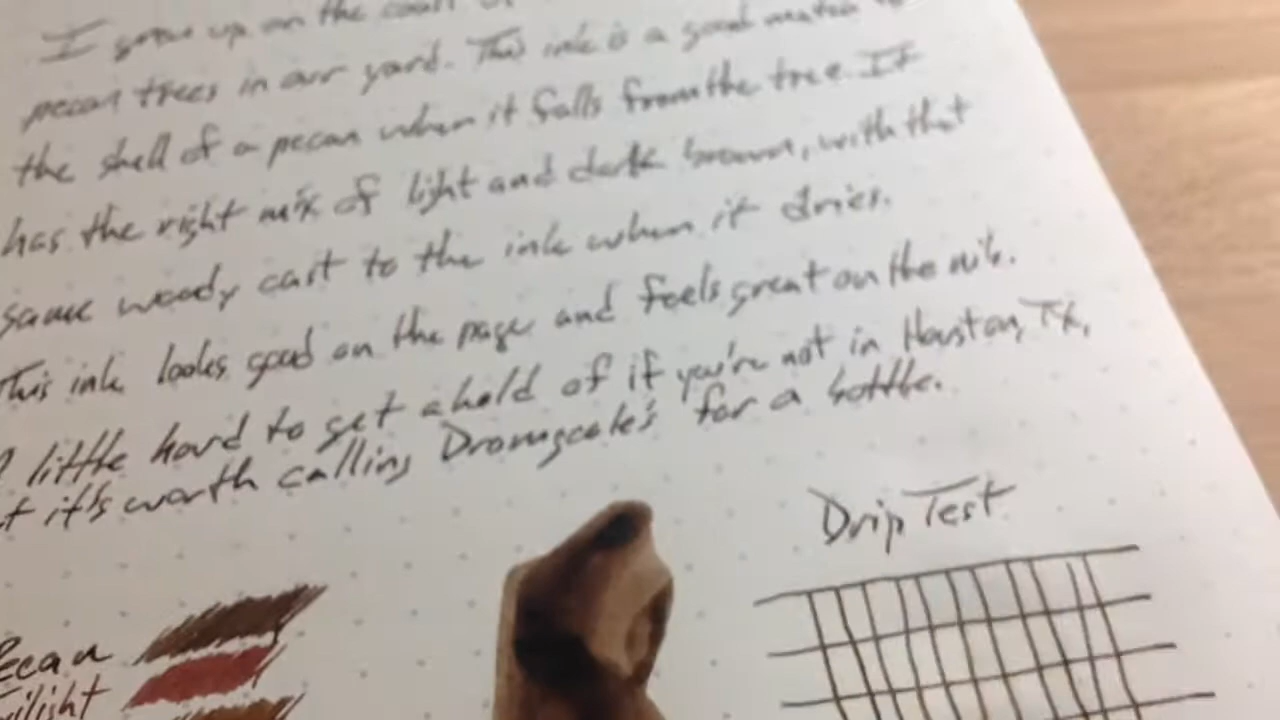 I grew up on the coast of
pecan trees in our yard. This ink is a good match to
the shell of a pecan when it falls from the tree. It
has the right mix of light and dark brown, with that
same woody cast to the ink when it dries.
This ink looks good on the page and feels great on the nib.
little hard to get ahold of if you're not in Houston, TX,
it's worth calling Dromgoole's for a bottle.
Drip Test
Pecan
Twilight